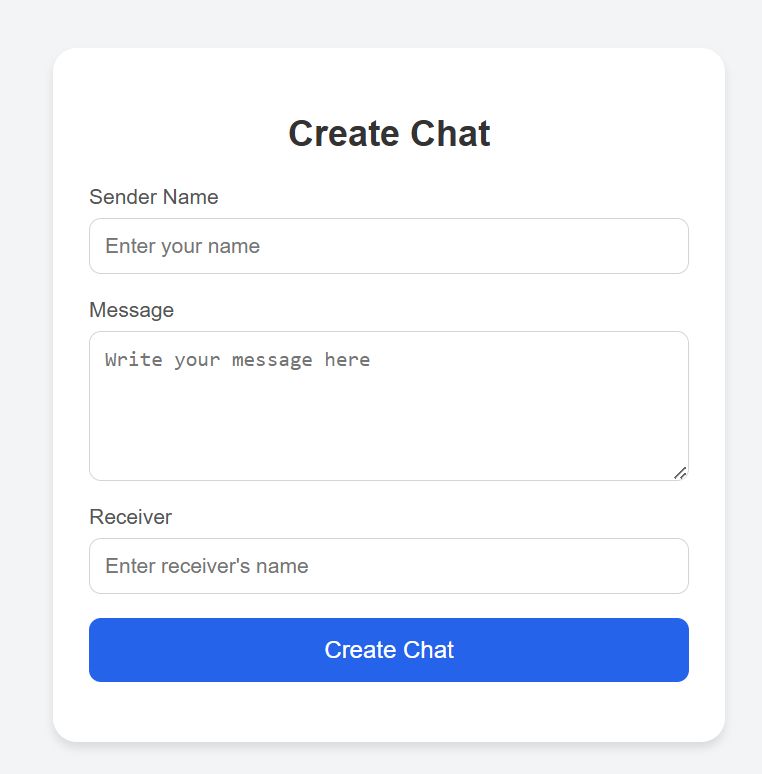 Create Chat
Sender Name
Enter your name
Message
Write your message here
Receiver
Enter receiver's name
Create Chat